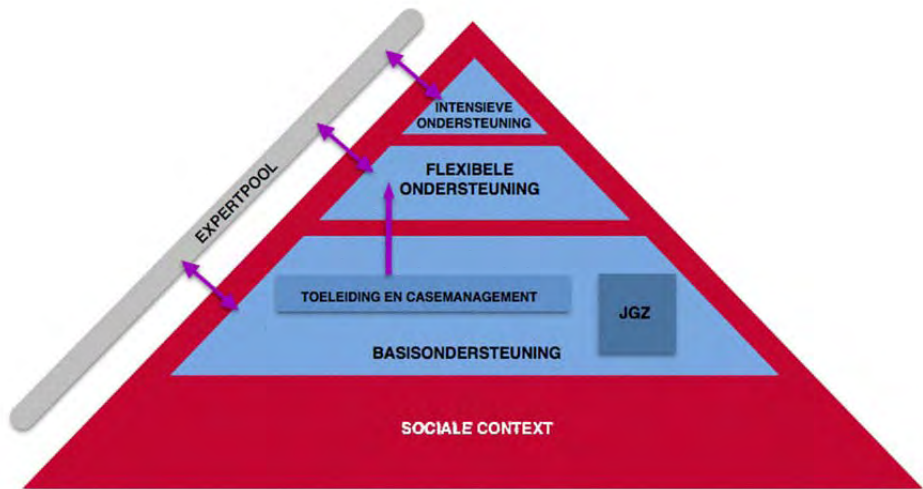 INTENSIEVE
ONDERSTEUNING
FLEXIBELE
ONDERSTEUNING
EXPERTPOOL
TOELEIDING EN CASEMANAGEMENT
JGZ
BASISONDERSTEUNING
SOCIALE CONTEXT